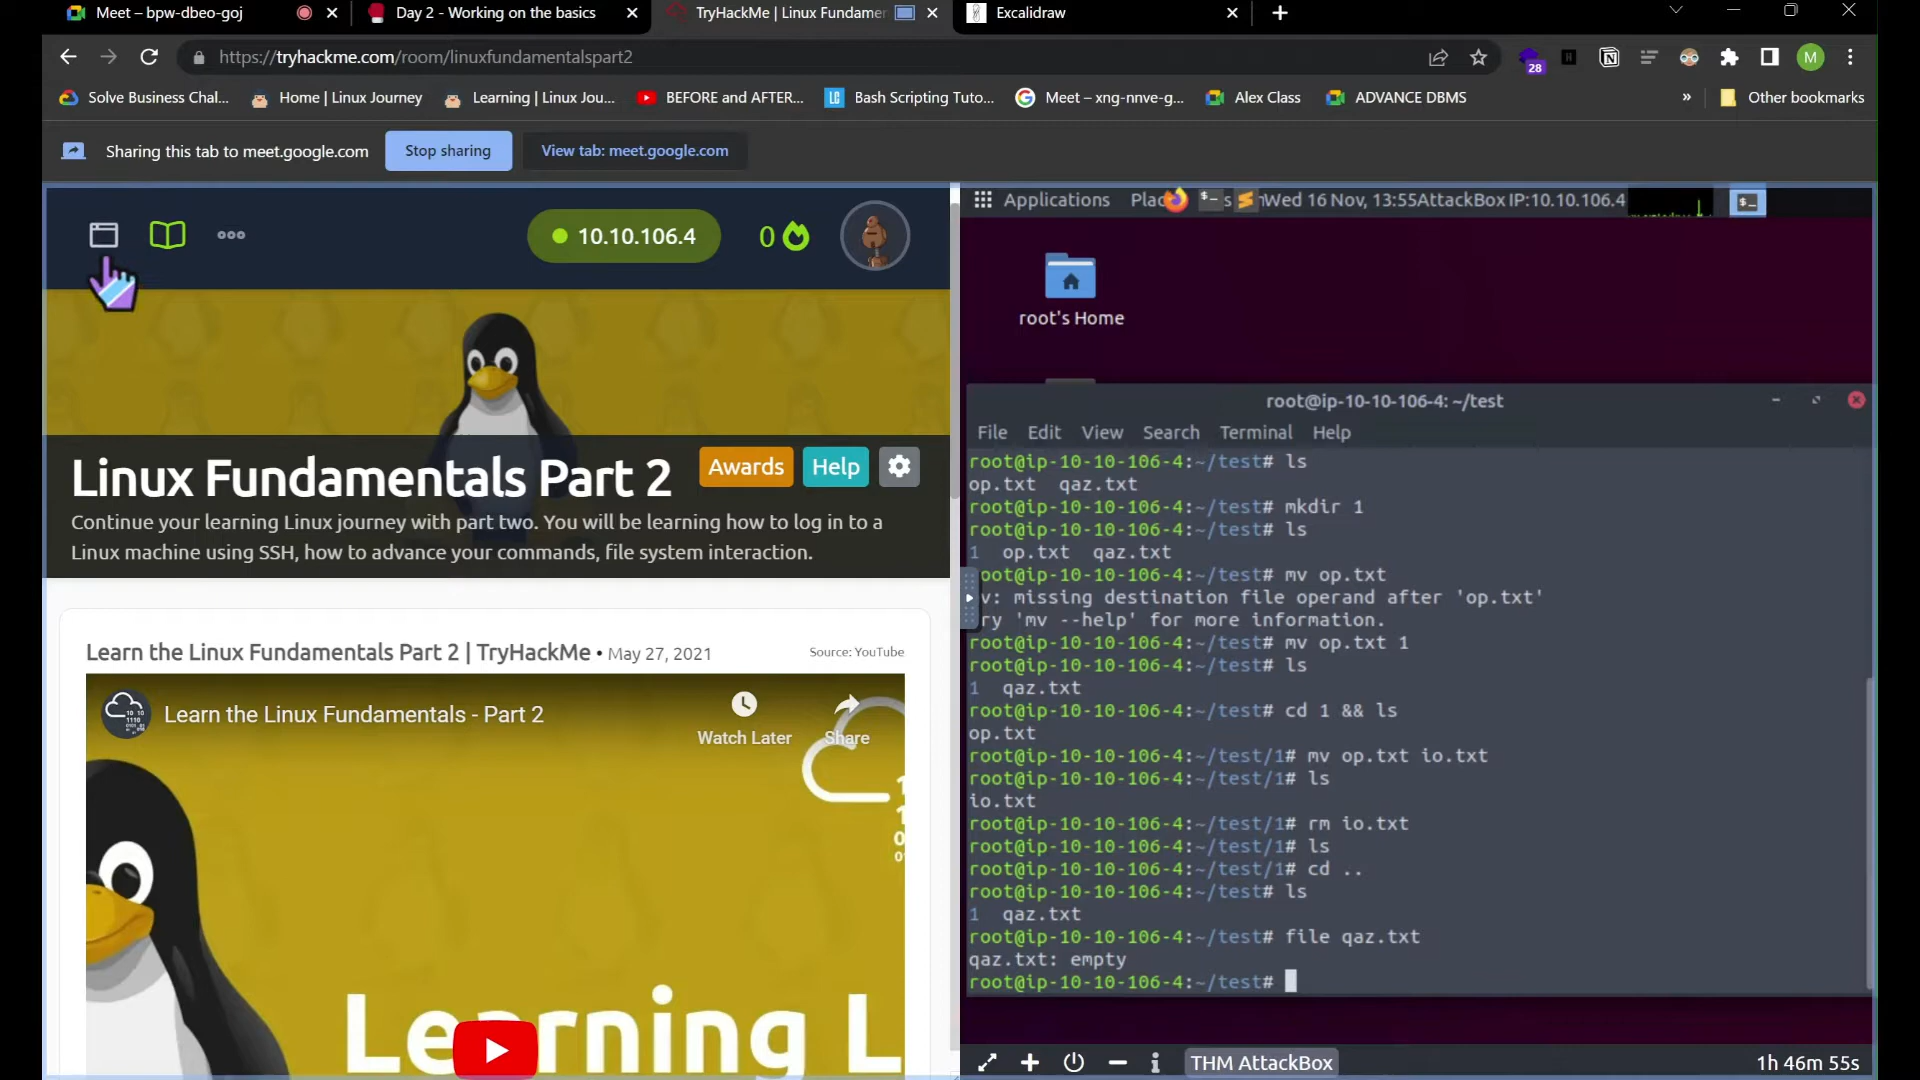 Meet – bpw-dbeo-goj
Day 2 - Working on the basics
TryHackMe | Linux Fundamen
Excalidraw
https://tryhackme.com/room/linuxfundamentalspart2
28
M
Solve Business Chal...
Home | Linux Journey
Learning | Linux Jou...
BEFORE and AFTER...
LC
Bash Scripting Tuto...
Meet – xng-nnve-g...
Alex Class
ADVANCE DBMS
»
Other bookmarks
Sharing this tab to meet.google.com
Stop sharing
View tab: meet.google.com
10.10.106.4
0
Linux Fundamentals Part 2
Awards
Help
Continue your learning Linux journey with part two. You will be learning how to log in to a
Linux machine using SSH, how to advance your commands, file system interaction.
Learn the Linux Fundamentals Part 2 | TryHackMe • May 27, 2021
Source: YouTube
Learn the Linux Fundamentals - Part 2
Watch Later
Share
Learning L
Applications
Plac
Wed 16 Nov, 13:55
AttackBox IP:10.10.106.4
root's Home
root@ip-10-10-106-4: ~/test
File Edit View Search Terminal Help
root@ip-10-10-106-4:~/test# ls
op.txt qaz.txt
root@ip-10-10-106-4:~/test# mkdir 1
root@ip-10-10-106-4:~/test# ls
1 op.txt qaz.txt
oot@ip-10-10-106-4:~/test# mv op.txt
v: missing destination file operand after 'op.txt'
ry 'mv --help' for more information.
root@ip-10-10-106-4:~/test# mv op.txt 1
root@ip-10-10-106-4:~/test# ls
1 qaz.txt
root@ip-10-10-106-4:~/test# cd 1 && ls
op.txt
root@ip-10-10-106-4:~/test/1# mv op.txt io.txt
root@ip-10-10-106-4:~/test/1# ls
io.txt
root@ip-10-10-106-4:~/test/1# rm io.txt
root@ip-10-10-106-4:~/test/1# ls
root@ip-10-10-106-4:~/test/1# cd ..
root@ip-10-10-106-4:~/test# ls
1 qaz.txt
root@ip-10-10-106-4:~/test# file qaz.txt
qaz.txt: empty
root@ip-10-10-106-4:~/test#
THM AttackBox
1h 46m 55s